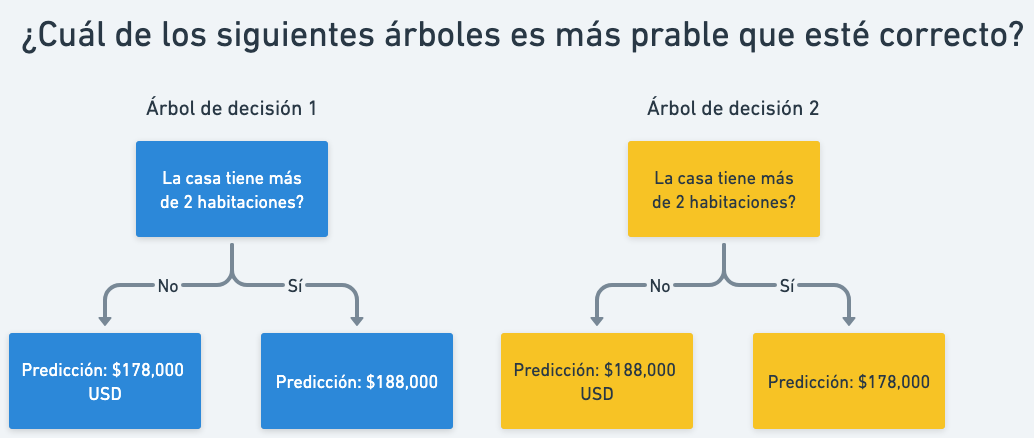 ¿Cuál de los siguientes árboles es más prable que esté correcto?
Árbol de decisión 1
La casa tiene más
de 2 habitaciones?
No
Sí
Predicción: $178,000
USD
Predicción: $188,000
Árbol de decisión 2
La casa tiene más
de 2 habitaciones?
No
Sí
Predicción: $188,000
USD
Predicción: $178,000